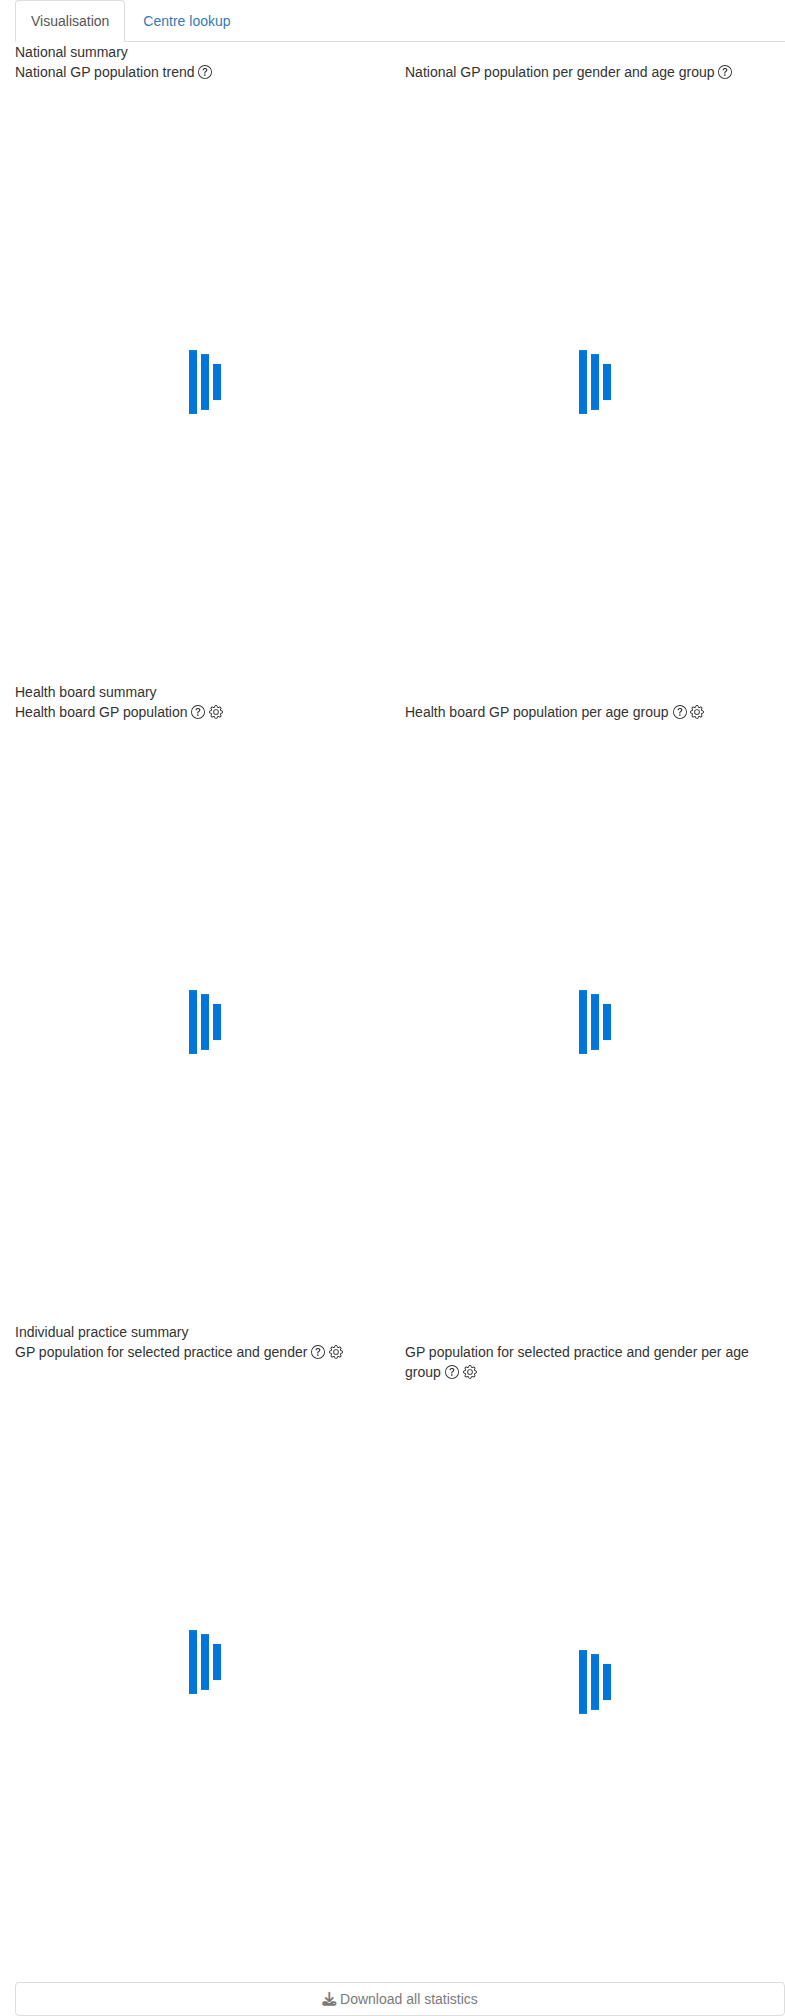 Visualisation
Centre lookup
National summary
National GP population trend
National GP population per gender and age group
Health board summary
Health board GP population
Health board GP population per age group
Individual practice summary
GP population for selected practice and gender
GP population for selected practice and gender per age
group
Download all statistics